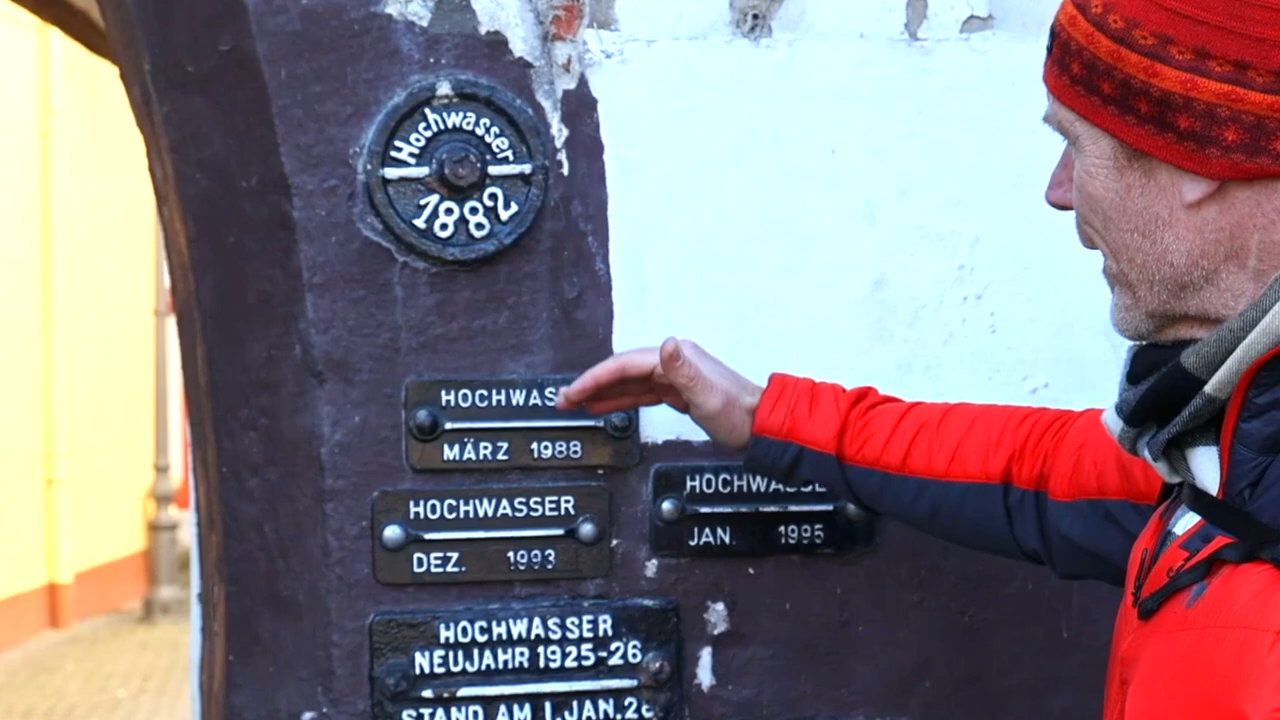 Hochwasser
1882
HOCHWAS
MÄRZ 1988
HOCHWASSER
DEZ. 1993
HOCHWASSE
JAN. 1995
HOCHWASSER
NEUJAHR 1925-26
STAND AM 1.JAN.26